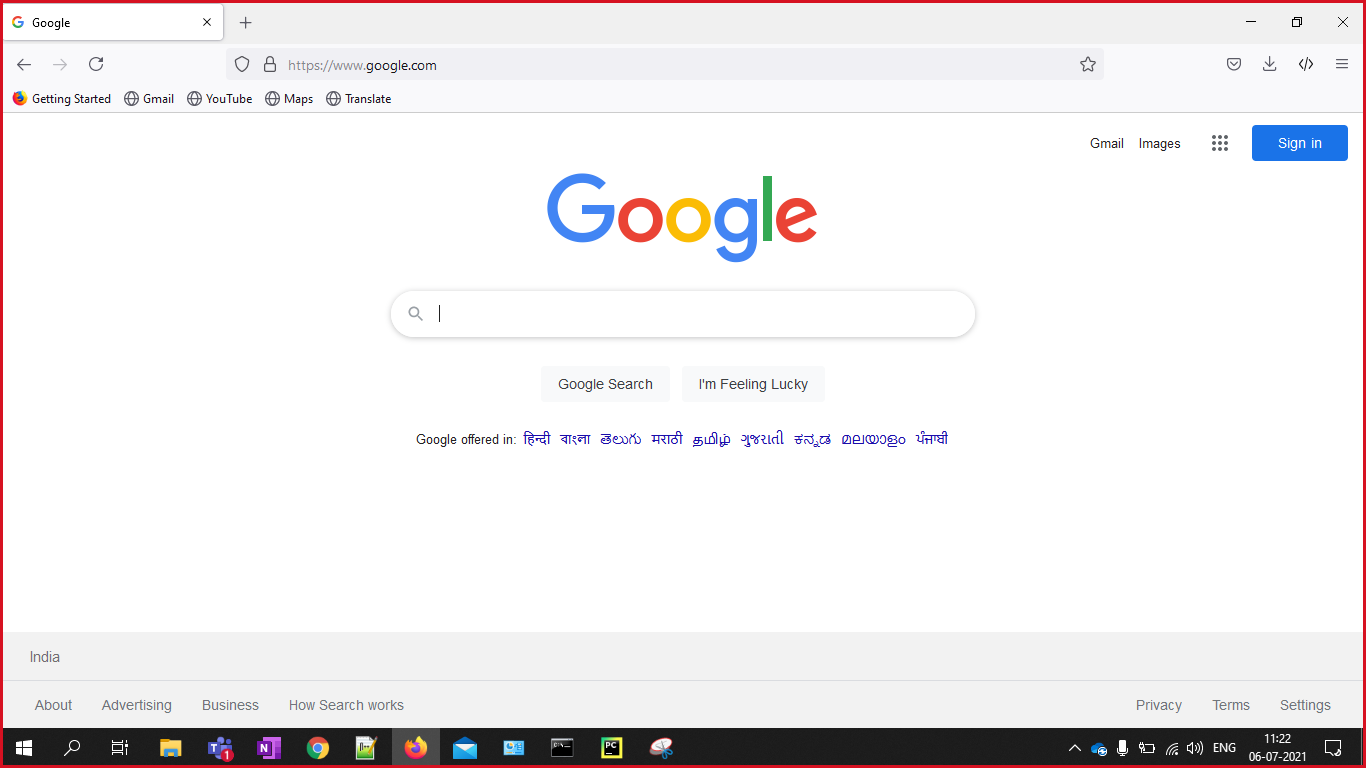 Google
https://www.google.com
Getting Started Gmail YouTube Maps Translate
Gmail Images Sign in
Google
Google Search I'm Feeling Lucky
Google offered in: हिन्दी বাংলা తెలుగు मराठी தமிழ் ગુજરાતી ಕನ್ನಡ മലയാളം ਪੰਜਾਬੀ
India
About Advertising Business How Search works Privacy Terms Settings
1 N PC ENG 11:22
06-07-2021